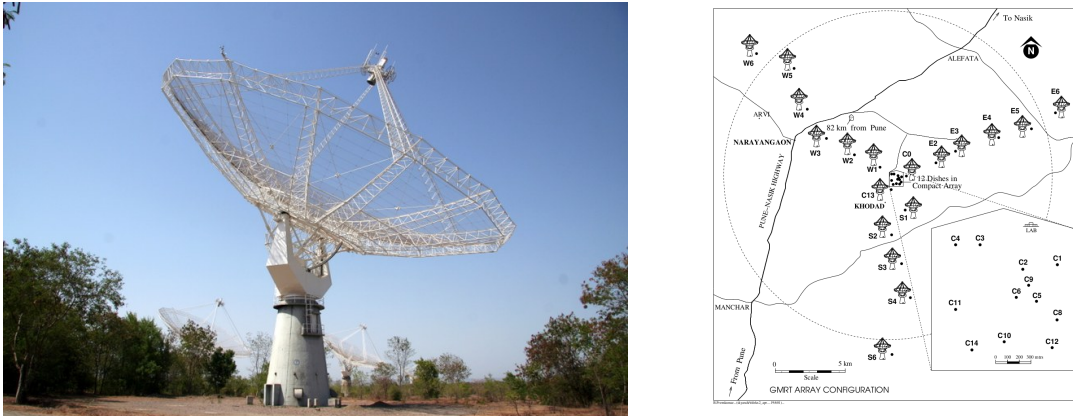 To Nasik
N
ALEFATA
W6
W5
E6
W4
E5
ARVI
E4
82 km from Pune
E3
NARAYANGAON
W3
W2
E2
W1
C0
12 Dishes in
Compact Array
C13
KHODAD
PUNE-NASIK HIGHWAY
S1
S2
LAB
C4
C3
S3
C2
C1
C9
S4
C6
C5
MANCHAR
C11
C8
C10
C12
S6
C14
0 100 200 300 mts
From Pune
0 5 km
Scale
GMRT ARRAY CONFIGURATION